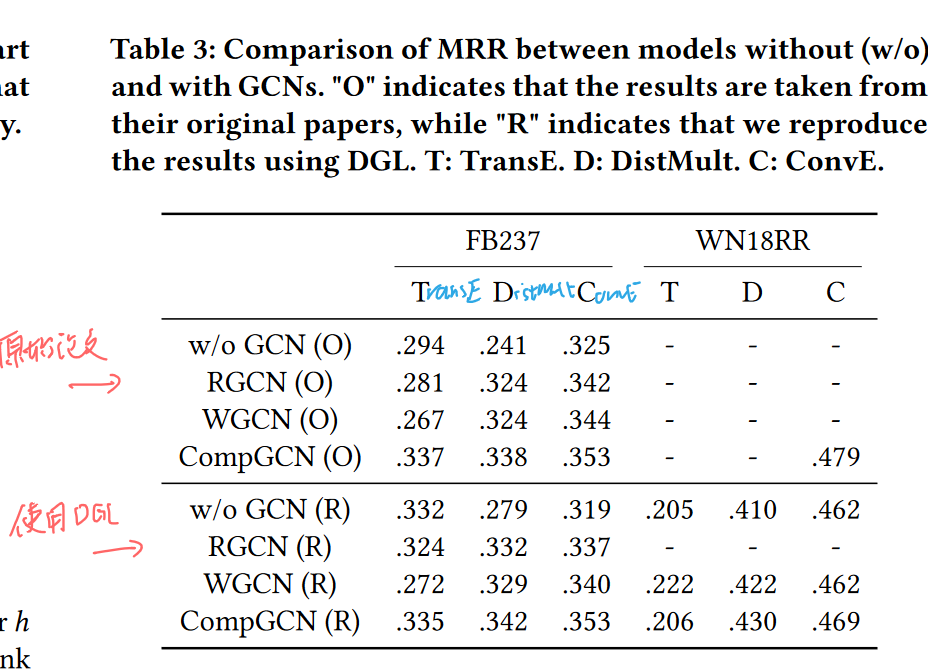 art
Table 3: Comparison of MRR between models without (w/o)
hat
and with GCNs. "O" indicates that the results are taken from
y.
their original papers, while "R" indicates that we reproduce
the results using DGL. T: TransE. D: DistMult. C: ConvE.
FB237 WN18RR
TransE Distmult ConvE T D C
原始论文
w/o GCN (O) .294 .241 .325 - - -
RGCN (O) .281 .324 .342 - - -
WGCN (O) .267 .324 .344 - - -
CompGCN (O) .337 .338 .353 - - .479
使用DGL
w/o GCN (R) .332 .279 .319 .205 .410 .462
RGCN (R) .324 .332 .337 - - -
WGCN (R) .272 .329 .340 .222 .422 .462
CompGCN (R) .335 .342 .353 .206 .430 .469
r h
nk